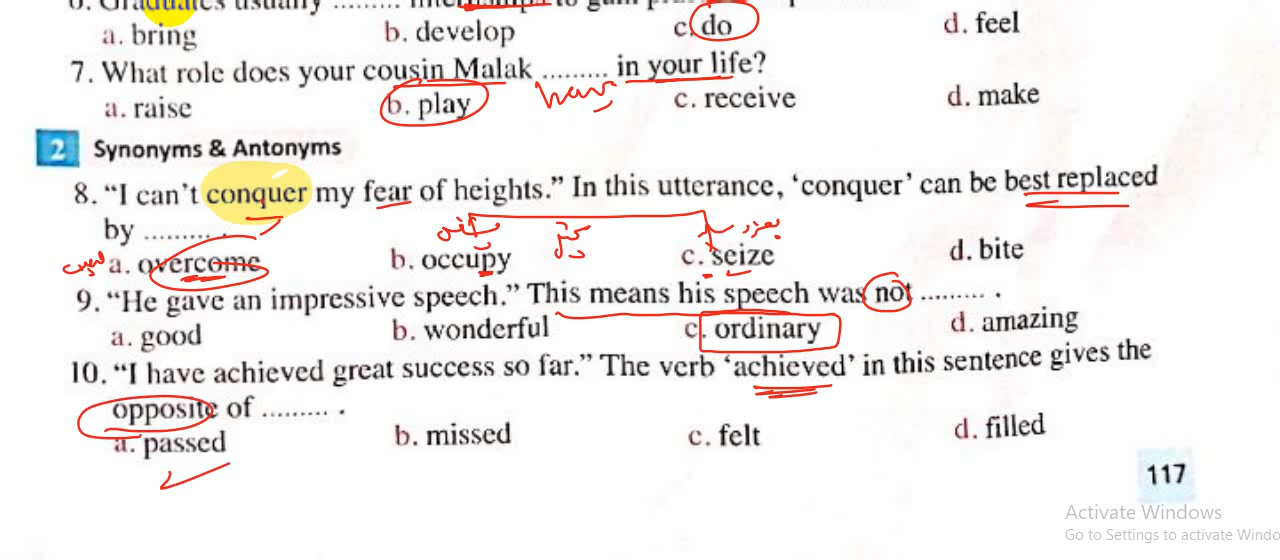 a. bring b. develop c. do d. feel
7. What role does your cousin Malak ......... in your life?
have
a. raise b. play c. receive d. make
2 Synonyms & Antonyms
8. “I can’t conquer my fear of heights.” In this utterance, ‘conquer’ can be best replaced
by ......... .
a. overcome b. occupy c. seize d. bite
9. “He gave an impressive speech.” This means his speech was not ......... .
a. good b. wonderful c. ordinary d. amazing
10. “I have achieved great success so far.” The verb ‘achieved’ in this sentence gives the
opposite of ......... .
a. passed b. missed c. felt d. filled
117
Activate Windows
Go to Settings to activate Windo